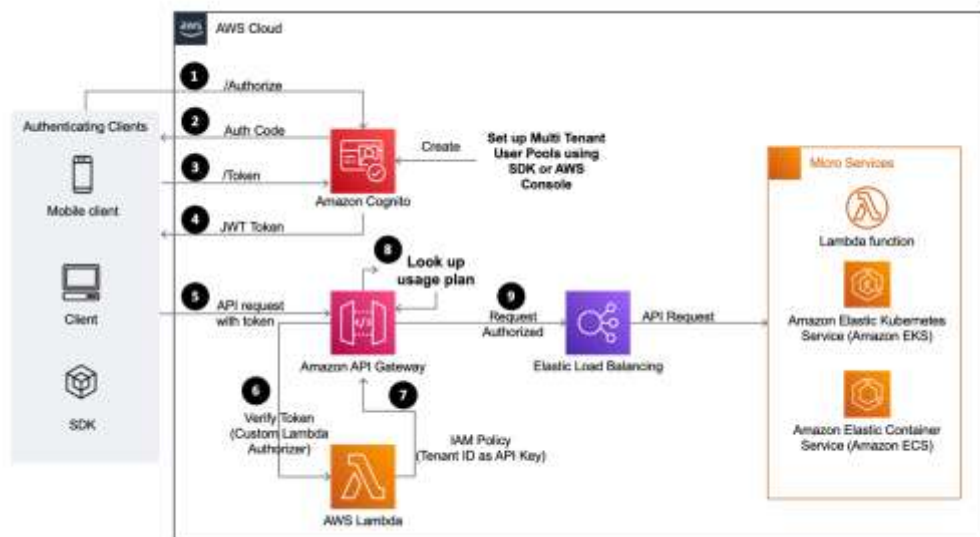 aws
AWS Cloud
1
/Authorize
Authenticating Clients
2
Auth Code
Create
Set up Multi Tenant
User Pools using
SDK or AWS
Console
3
/Token
Mobile client
Amazon Cognito
4
JWT Token
Micro Services
Lambda function
8
Look up
usage plan
5
API request
with token
Client
9
Request
Authorized
API Request
Amazon API Gateway
Elastic Load Balancing
Amazon Elastic Kubernetes
Service (Amazon EKS)
6
7
Verify Token
(Custom Lambda
Authorizer)
IAM Policy
(Tenant ID as API Key)
SDK
Amazon Elastic Container
Service (Amazon ECS)
AWS Lambda